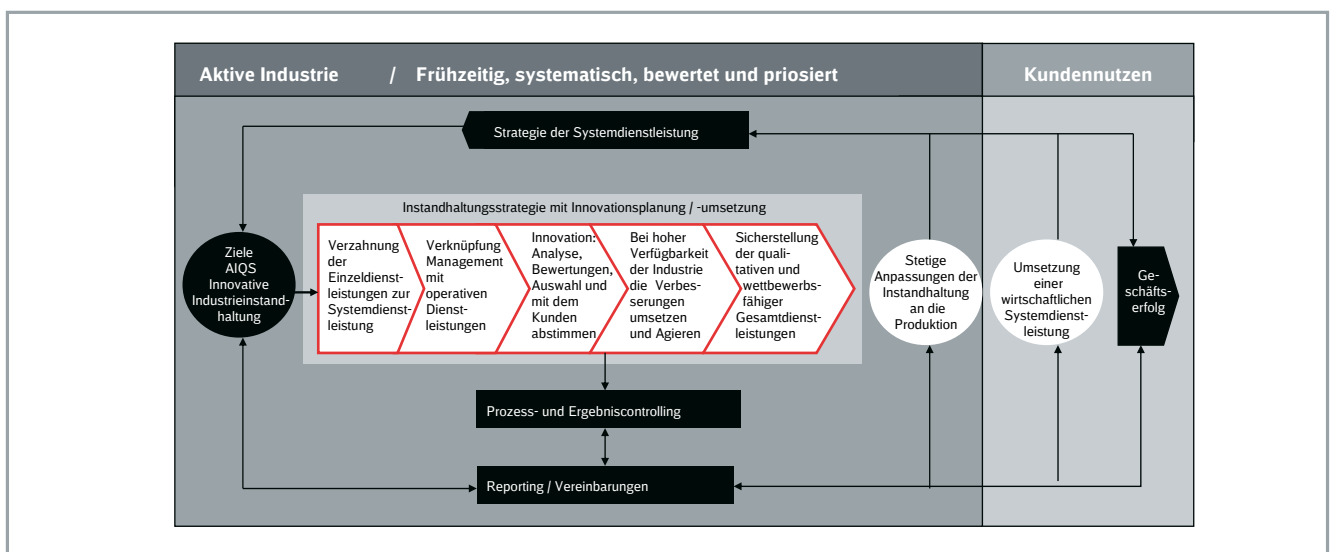 Aktive Industrie / Frühzeitig, systematisch, bewertet und priosiert
Kundennutzen
Strategie der Systemdienstleistung
Instandhaltungsstrategie mit Innovationsplanung / -umsetzung
Ziele
AIQS
Innovative
Industrieinstand-
haltung
Verzahnung
der
Einzeldienst-
leistungen zur
Systemdienst-
leistung
Verknüpfung
Management
mit
operativen
Dienst-
leistungen
Innovation:
Analyse,
Bewertungen,
Auswahl und
mit dem
Kunden
abstimmen
Bei hoher
Verfügbarkeit
der Industrie
die Verbes-
serungen
umsetzen
und Agieren
Sicherstellung
der quali-
tativen und
wettbewerbs-
fähiger
Gesamtdienst-
leistungen
Stetige
Anpassungen der
Instandhaltung
an die
Produktion
Umsetzung
einer
wirtschaftlichen
Systemdienst-
leistung
Ge-
schäfts-
erfolg
Prozess- und Ergebniscontrolling
Reporting / Vereinbarungen